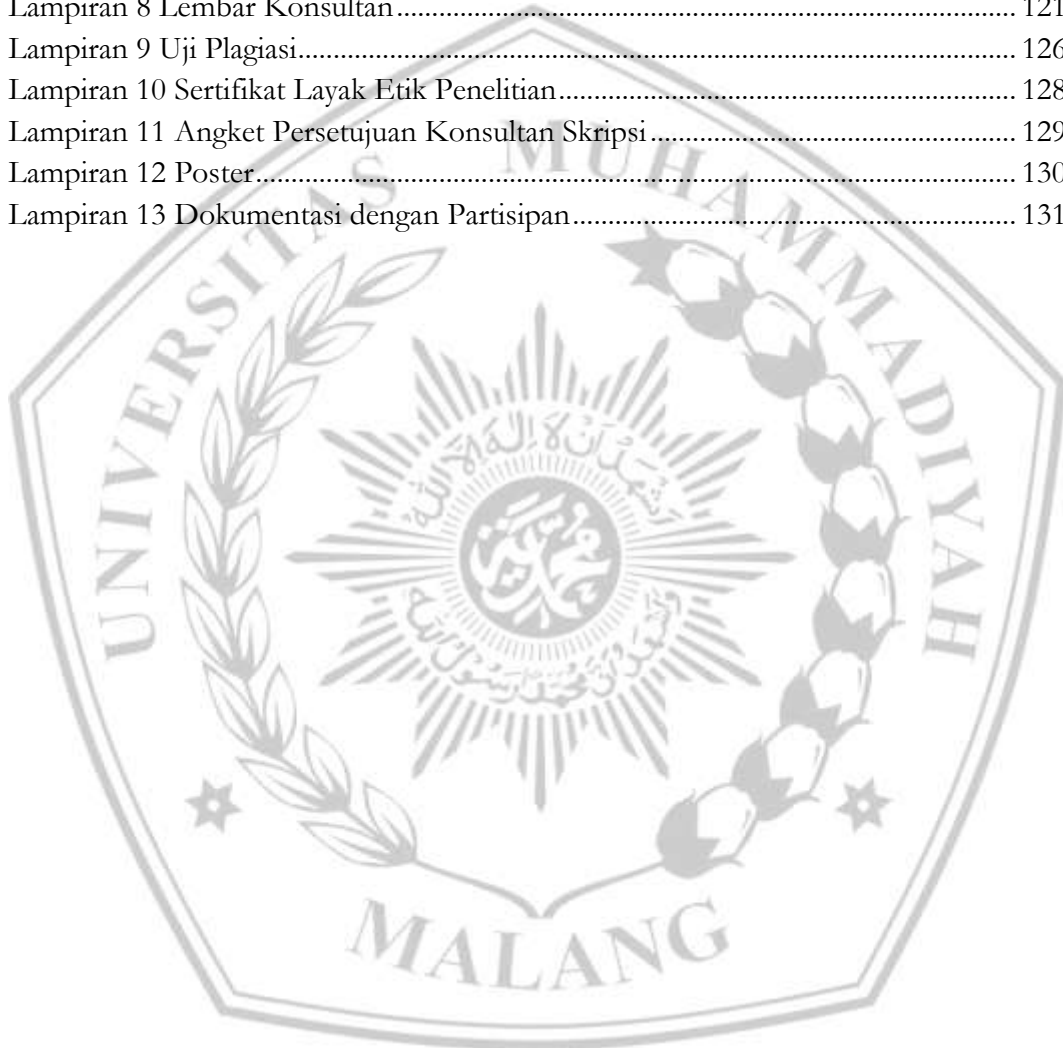 Lampiran 8 Lembar Konsultan........................................................................................................ 121
Lampiran 9 Uji Plagiasi........................................................................................................ 126
Lampiran 10 Sertifikat Layak Etik Penelitian........................................................................ 128
Lampiran 11 Angket Persetujuan Konsultan Skripsi............................................................ 129
Lampiran 12 Poster............................................................................................................... 130
Lampiran 13 Dokumentasi dengan Partisipan...................................................................... 131
UNIVERSITAS MUHAMMADIYAH
MALANG